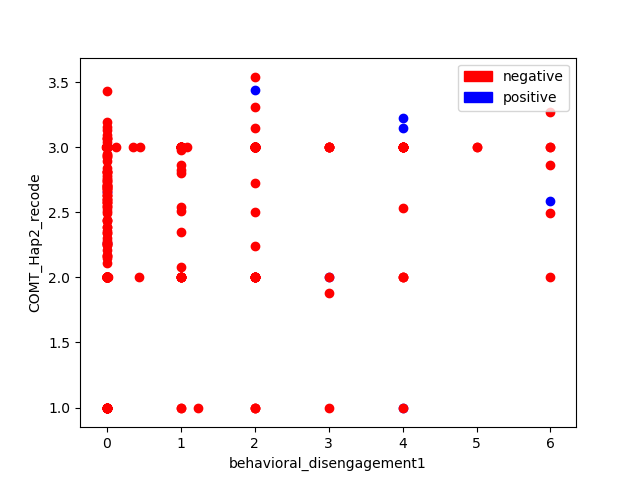 negative
positive
3.5
3.0
2.5
2.0
1.5
1.0
COMT_Hap2_recode
0 1 2 3 4 5 6
behavioral_disengagement1